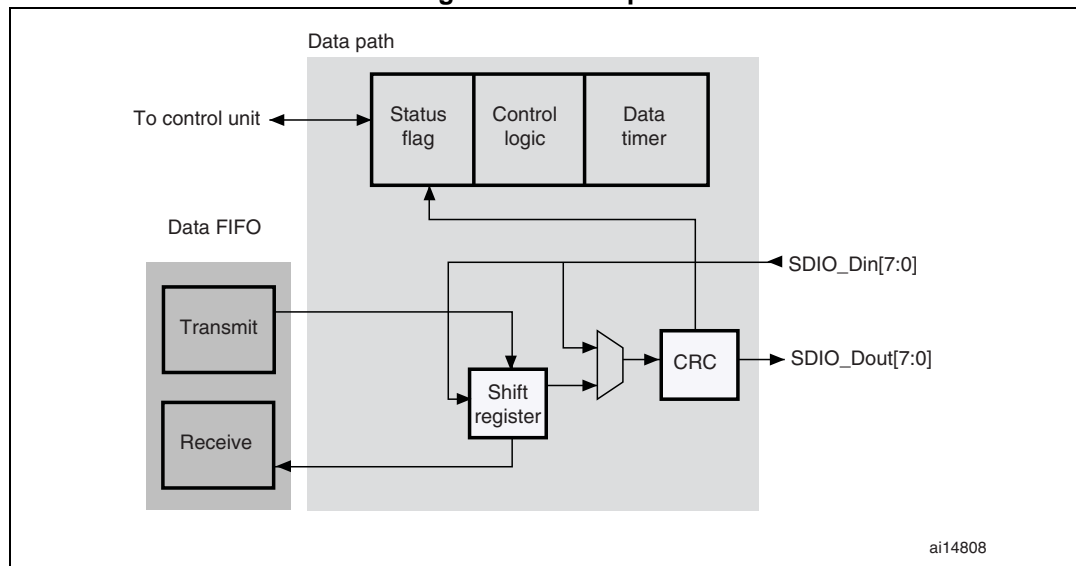 Data path
To control unit
Status
flag
Control
logic
Data
timer
Data FIFO
SDIO_Din[7:0]
Transmit
SDIO_Dout[7:0]
CRC
Shift
register
Receive
ai14808